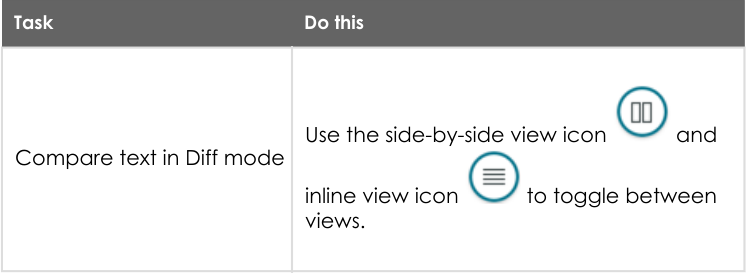 Task
Do this
Compare text in Diff mode
Use the side-by-side view icon and
inline view icon to toggle between
views.